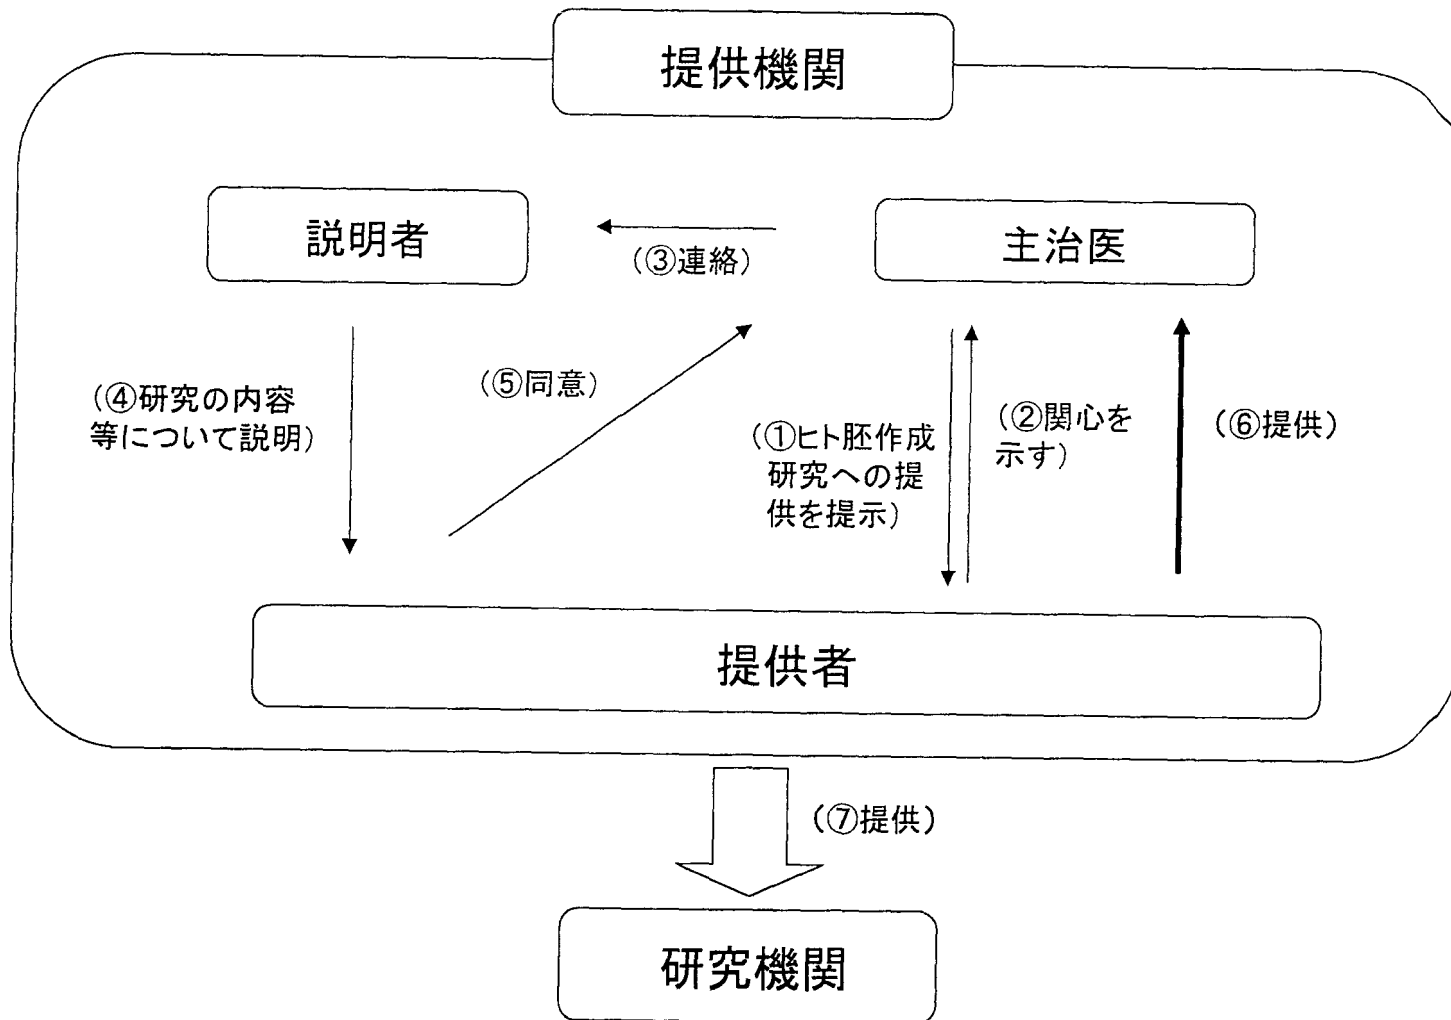 提供機関
説明者
主治医
（③連絡）
（④研究の内容
等について説明）
（⑤同意）
（①ヒト胚作成
研究への提
供を提示）
（②関心を
示す）
（⑥提供）
提供者
（⑦提供）
研究機関